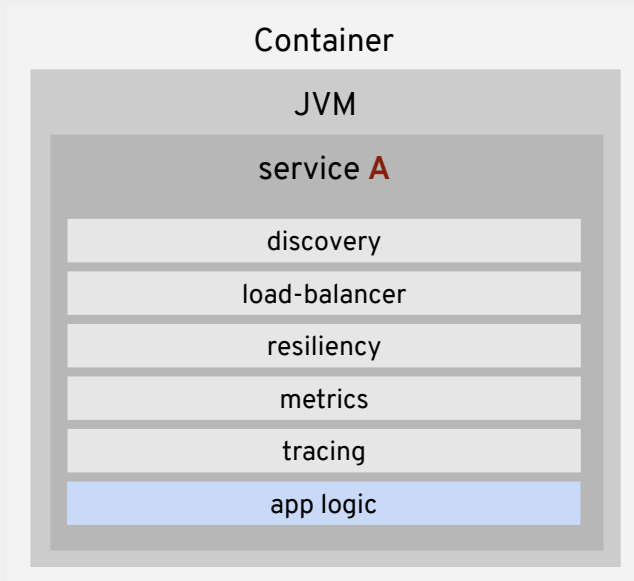 Container
JVM
service A
discovery
load-balancer
resiliency
metrics
tracing
app logic